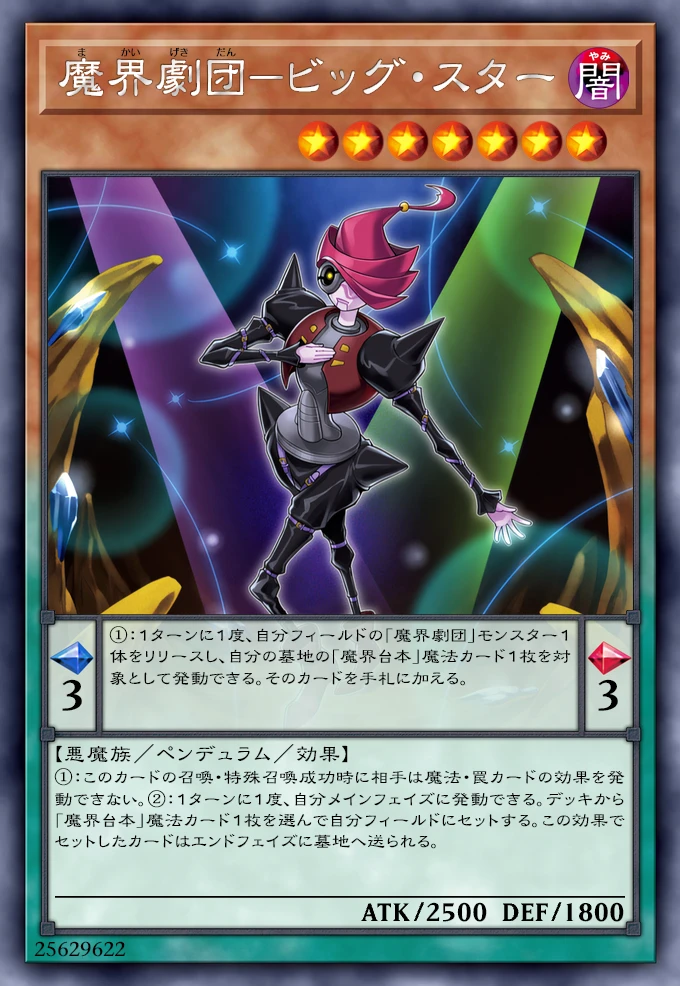 ま かい げき だん
魔界劇団－ビッグ・スター
やみ
闇
①:1ターンに1度、自分フィールドの「魔界劇団」モンスター1
体をリリースし、自分の墓地の「魔界台本」魔法カード1枚を対
象として発動できる。そのカードを手札に加える。
3
3
【悪魔族／ペンデュラム／効果】
①:このカードの召喚・特殊召喚成功時に相手は魔法・罠カードの効果を発
動できない。②:1ターンに1度、自分メインフェイズに発動できる。デッキから
「魔界台本」魔法カード1枚を選んで自分フィールドにセットする。この効果で
セットしたカードはエンドフェイズに墓地へ送られる。
ATK/2500 DEF/1800
25629622